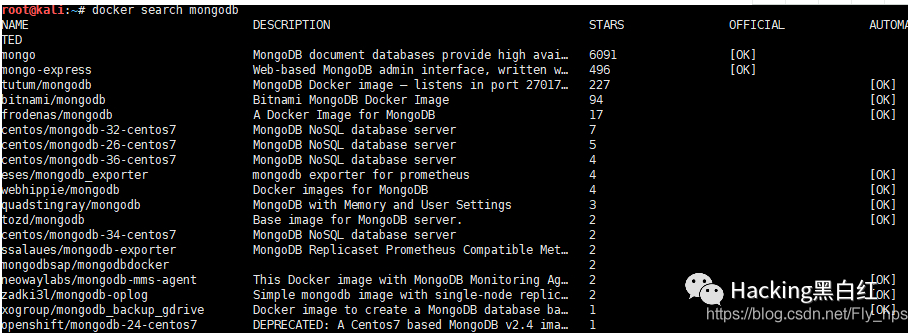 root@kali:~# docker search mongodb
NAME DESCRIPTION STARS OFFICIAL AUTOMA
TED
mongo MongoDB document databases provide high avai… 6091 [OK]
mongo-express Web-based MongoDB admin interface, written w… 496 [OK]
tutum/mongodb MongoDB Docker image – listens in port 27017… 227 [OK]
bitnami/mongodb Bitnami MongoDB Docker Image 94 [OK]
frodenas/mongodb A Docker Image for MongoDB 17 [OK]
centos/mongodb-32-centos7 MongoDB NoSQL database server 7
centos/mongodb-26-centos7 MongoDB NoSQL database server 5
centos/mongodb-36-centos7 MongoDB NoSQL database server 4
eses/mongodb_exporter mongodb exporter for prometheus 4 [OK]
webhippie/mongodb Docker images for MongoDB 4 [OK]
quadstingray/mongodb MongoDB with Memory and User Settings 3 [OK]
tozd/mongodb Base image for MongoDB server. 2 [OK]
centos/mongodb-34-centos7 MongoDB NoSQL database server 2
ssalaues/mongodb-exporter MongoDB Replicaset Prometheus Compatible Met… 2
mongodbsap/mongodbdocker 2
neowaylabs/mongodb-mms-agent This Docker image with MongoDB Monitoring Ag… 2 [OK]
zadki3l/mongodb-oplog Simple mongodb image with single-node replic… 2 [OK]
xogroup/mongodb_backup_gdrive Docker image to create a MongoDB database ba… 1 [OK]
openshift/mongodb-24-centos7 DEPRECATED: A Centos7 based MongoDB v2.4 ima… 1
Hacking黑白红
https://blog.csdn.net/Fly_hps